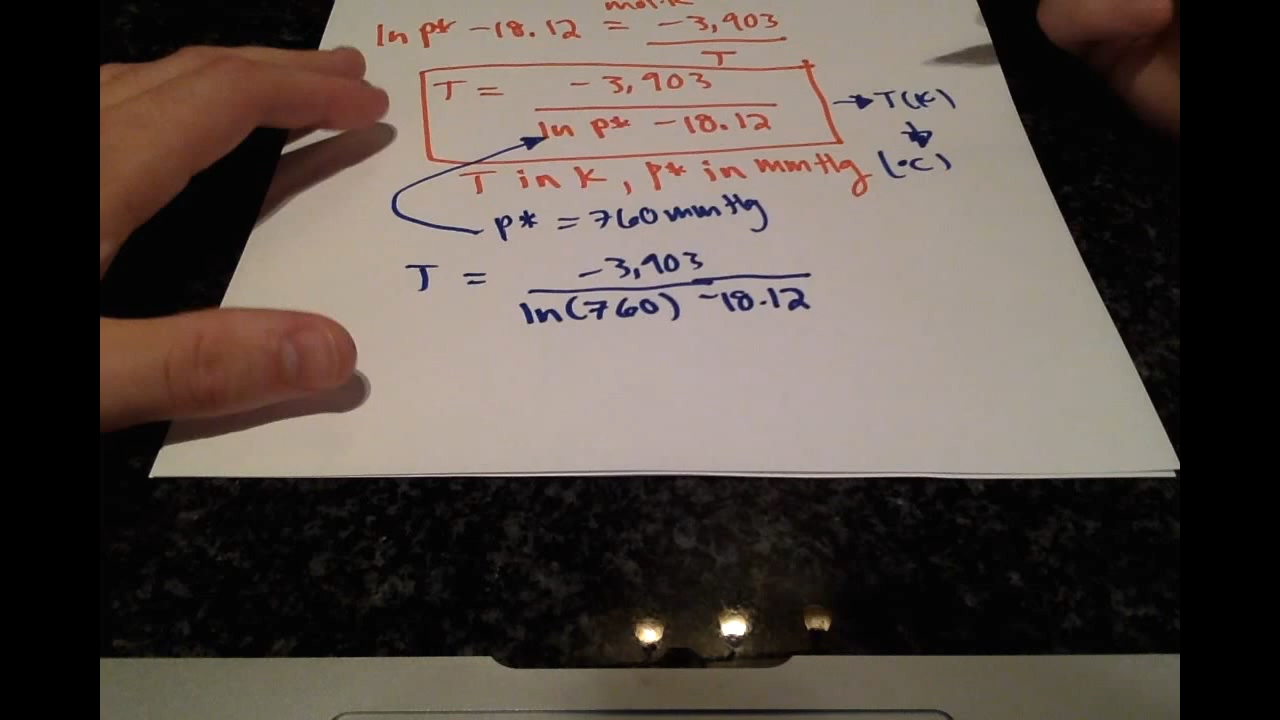 mol·K
ln p* - 18.12 = -3,903 / T
T = -3,903 / ln p* - 18.12
→ T(K)
↓
T in K, p* in mmHg (°C)
p* = 760 mmHg
T = -3,903 / ln(760) - 18.12